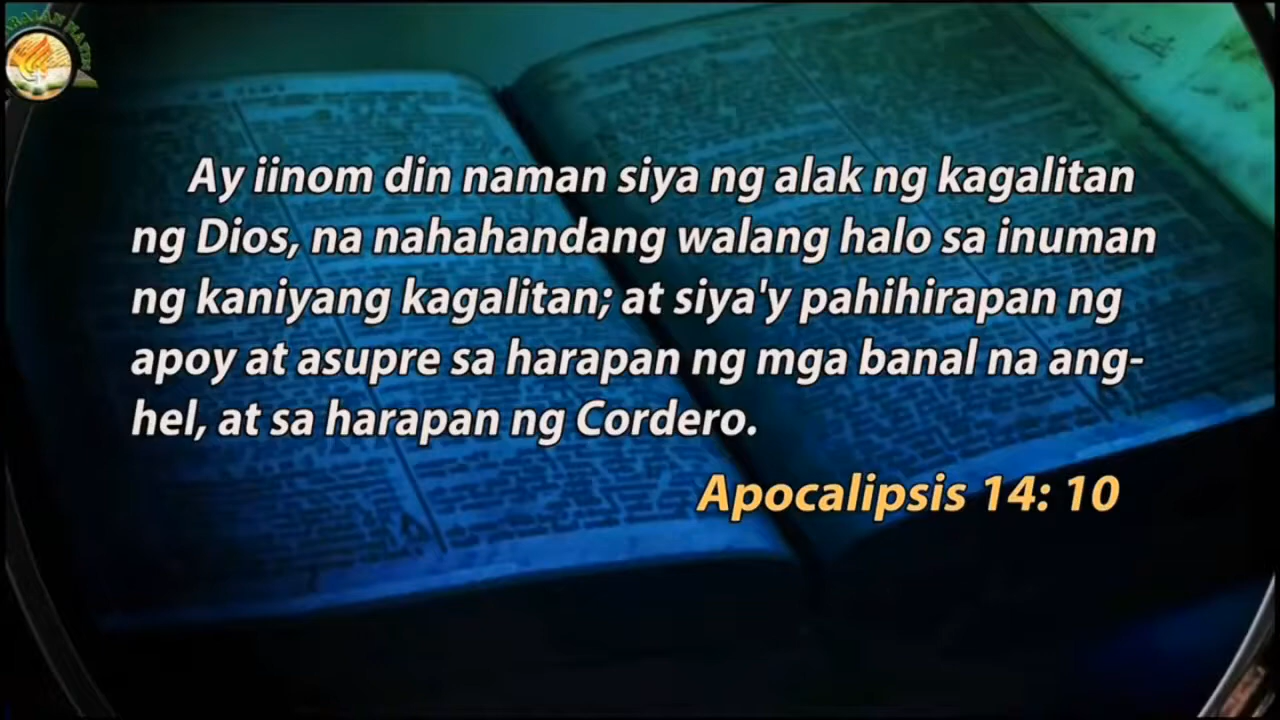 Ay iinom din naman siya ng alak ng kagalitan
ng Dios, na nahahandang walang halo sa inuman
ng kaniyang kagalitan; at siya'y pahihirapan ng
apoy at asupre sa harapan ng mga banal na ang-
hel, at sa harapan ng Cordero.
Apocalipsis 14: 10